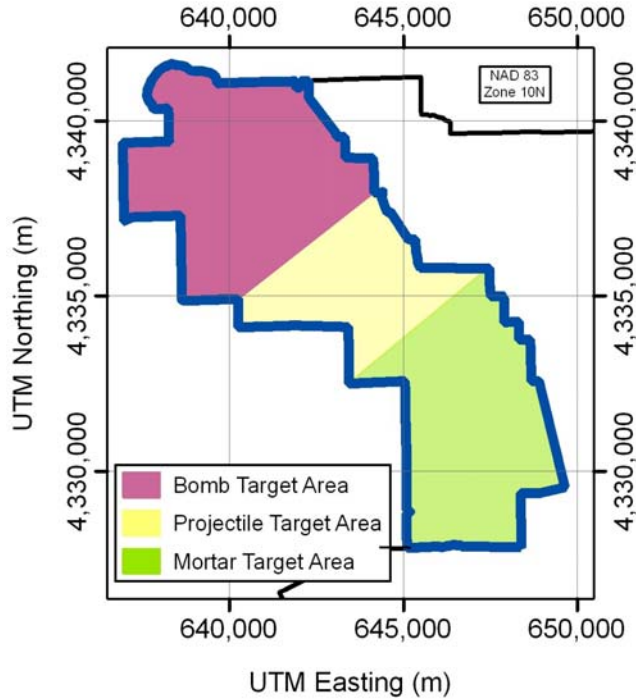 640,000 645,000 650,000
NAD 83
Zone 10N
4,340,000
4,335,000
4,330,000
UTM Northing (m)
4,340,000
4,335,000
4,330,000
Bomb Target Area
Projectile Target Area
Mortar Target Area
640,000 645,000 650,000
UTM Easting (m)